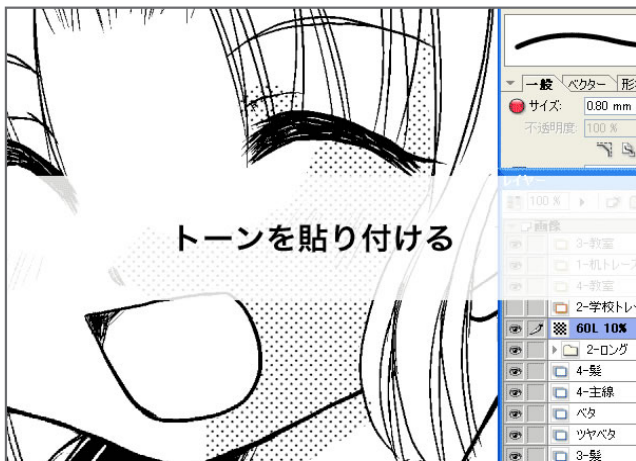 一般 ベクター 形
サイズ: 0.80 mm
不透明度: 100 %
レイヤー
100 %
トーンを貼り付ける
画像
3-教室
1-机トレース
4-教室
2-学校トレ
60L 10%
2-ロング
4-髪
4-主線
ベタ
ツヤベタ
3-髪